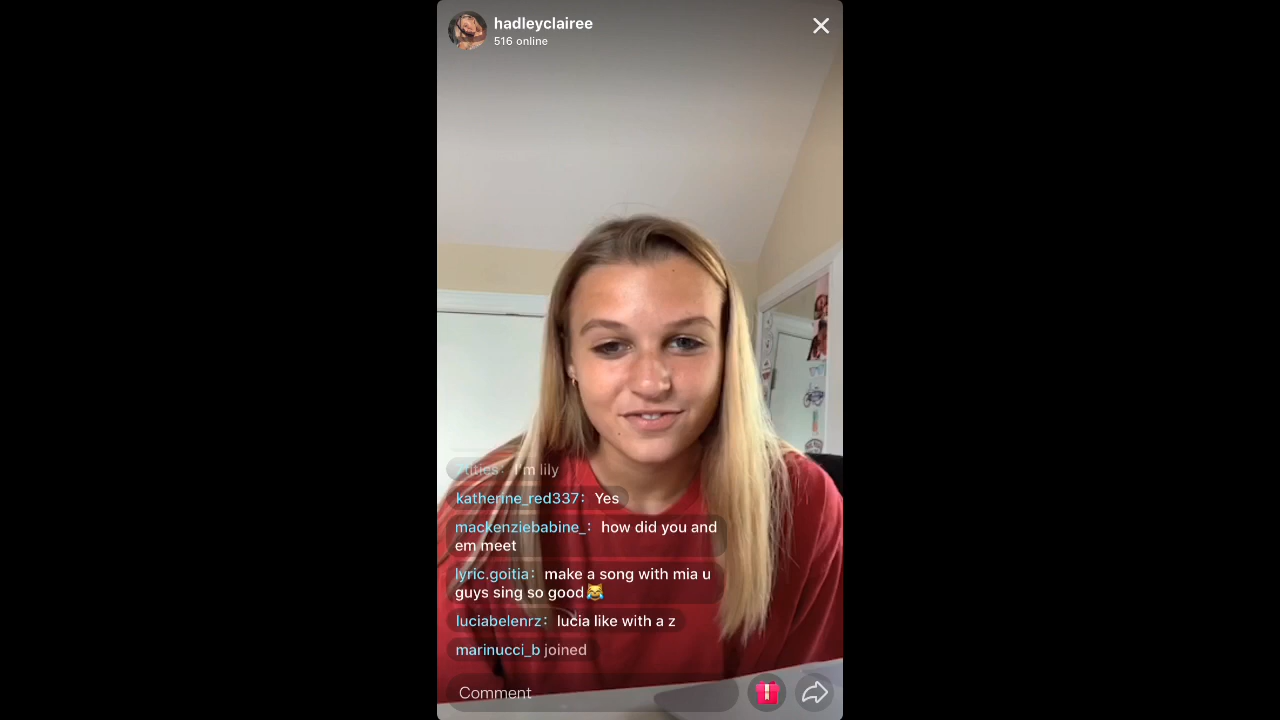 hadleyclairee
516 online
I'm lily
katherine_red337: Yes
mackenziebabine_: how did you and
em meet
lyric.goitia: make a song with mia u
guys sing so good😹
luciabelenrz: lucia like with a z
marinucci_b joined
Comment